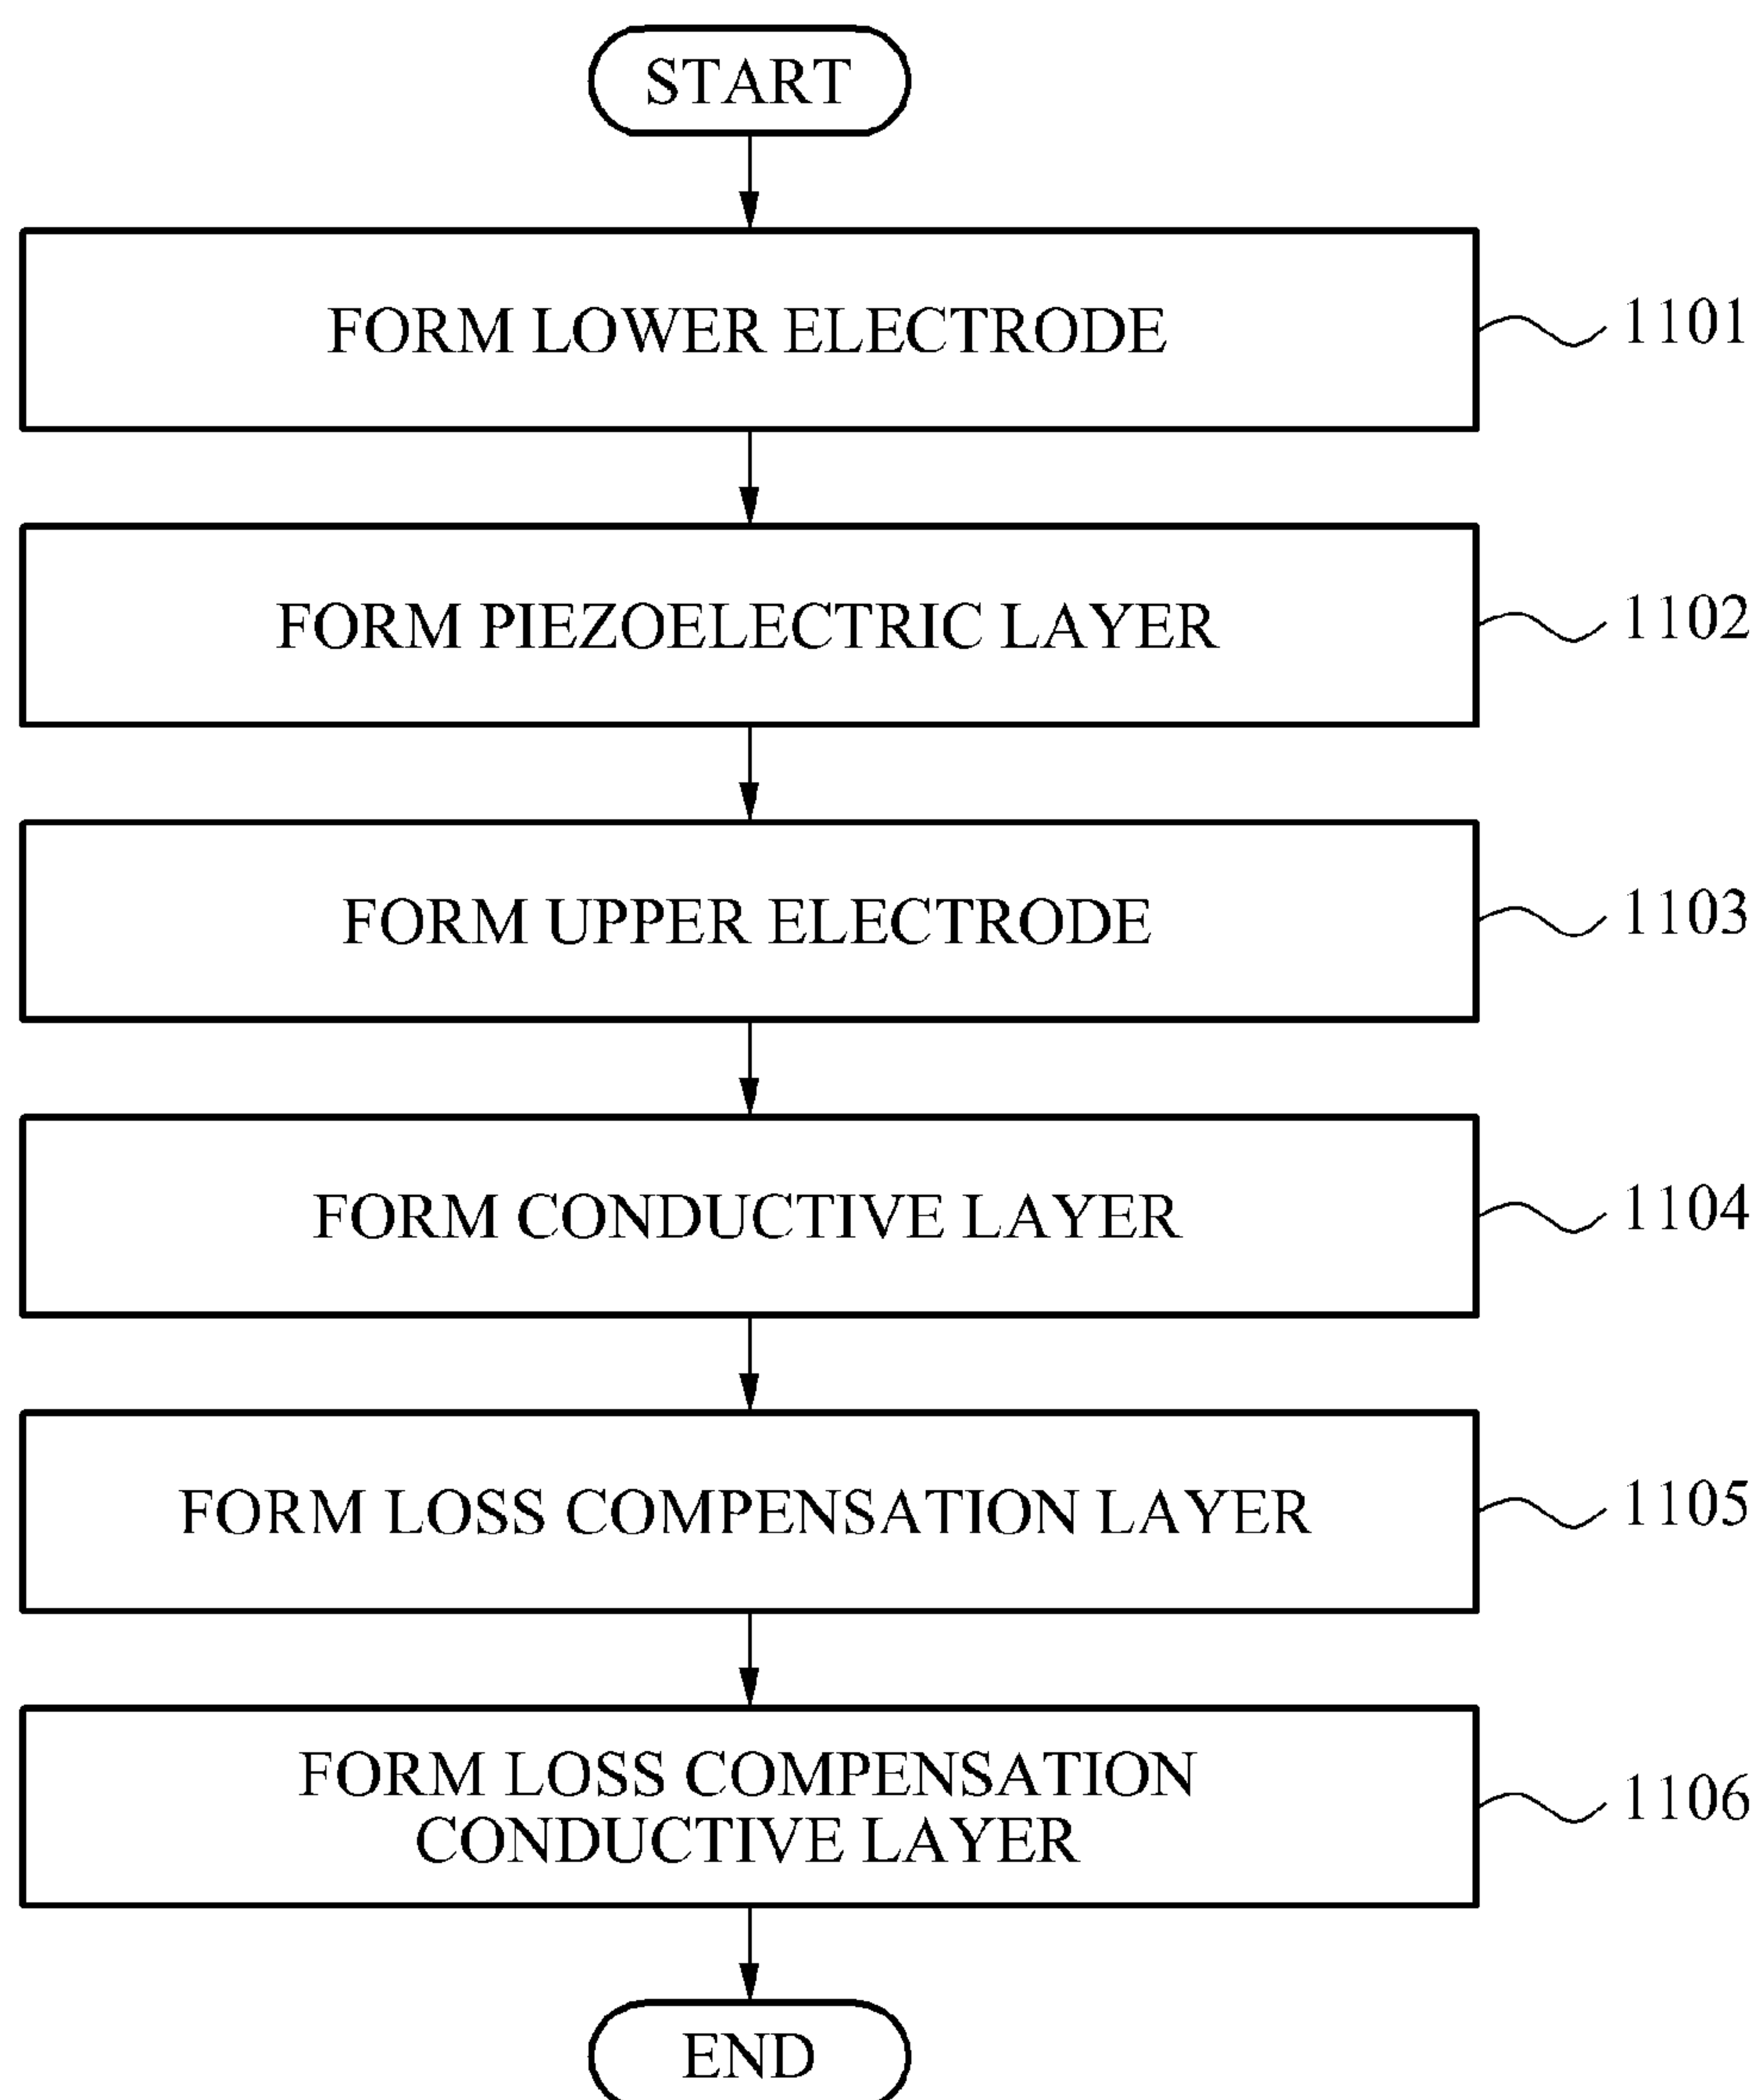 START
FORM LOWER ELECTRODE
1101
FORM PIEZOELECTRIC LAYER
1102
FORM UPPER ELECTRODE
1103
FORM CONDUCTIVE LAYER
1104
FORM LOSS COMPENSATION LAYER
1105
FORM LOSS COMPENSATION
CONDUCTIVE LAYER
1106
END